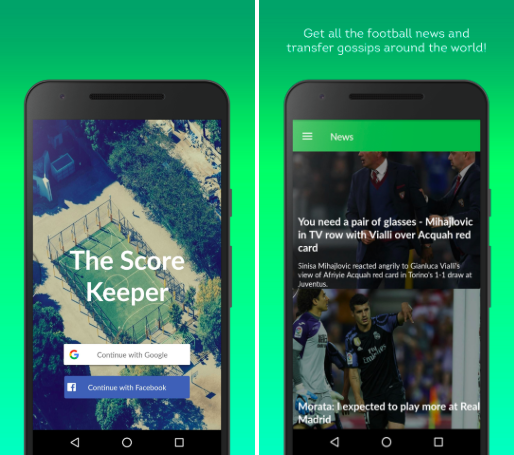 The Score
Keeper
Continue with Google
Continue with Facebook
Get all the football news and
transfer gossips around the world!
News
You need a pair of glasses - Mihajlovic
in TV row with Vialli over Acquah red
card
Sinisa Mihajlovic reacted angrily to Gianluca Vialli's
view of Afriyie Acquah red card in Torino's 1-1 draw at
Juventus.
Morata: I expected to play more at Real
Madrid